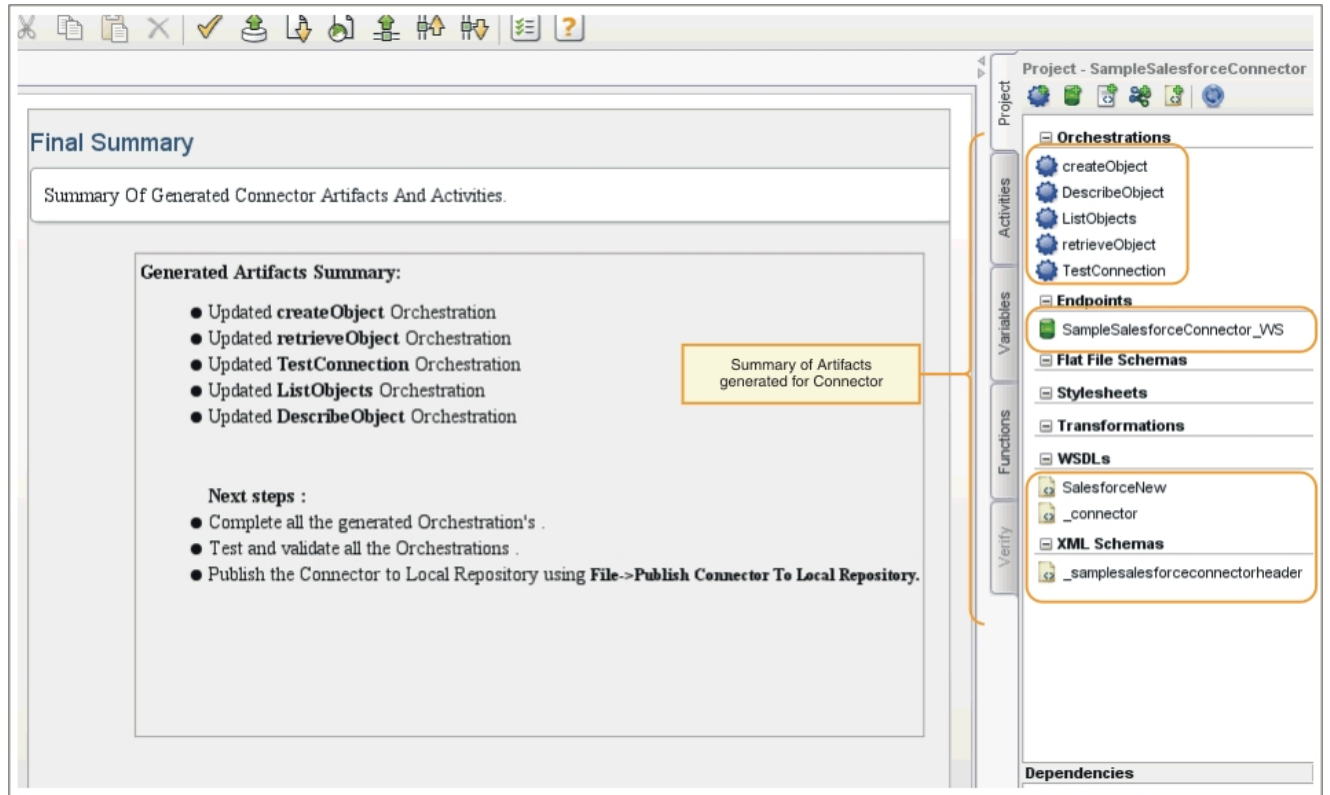 Final Summary
Summary Of Generated Connector Artifacts And Activities.
Generated Artifacts Summary:
● Updated createObject Orchestration
● Updated retrieveObject Orchestration
● Updated TestConnection Orchestration
● Updated ListObjects Orchestration
● Updated DescribeObject Orchestration
Next steps :
● Complete all the generated Orchestration's .
● Test and validate all the Orchestrations .
● Publish the Connector to Local Repository using File->Publish Connector To Local Repository.
Summary of Artifacts
generated for Connector
Project
Activities
Variables
Functions
Verify
Project - SampleSalesforceConnector
Orchestrations
createObject
DescribeObject
ListObjects
retrieveObject
TestConnection
Endpoints
SampleSalesforceConnector_WS
Flat File Schemas
Stylesheets
Transformations
WSDLs
SalesforceNew
_connector
XML Schemas
_samplesalesforceconnectorheader
Dependencies